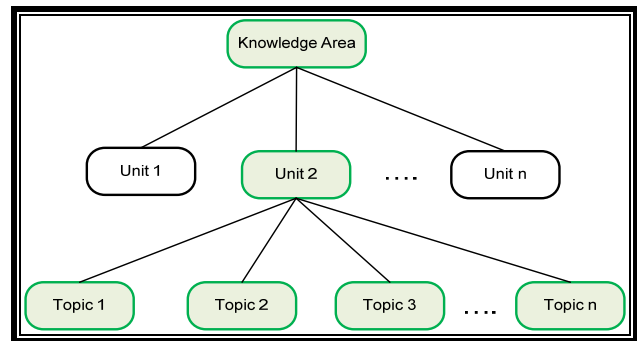 Knowledge Area
Unit 1
Unit 2
....
Unit n
Topic 1
Topic 2
Topic 3
....
Topic n